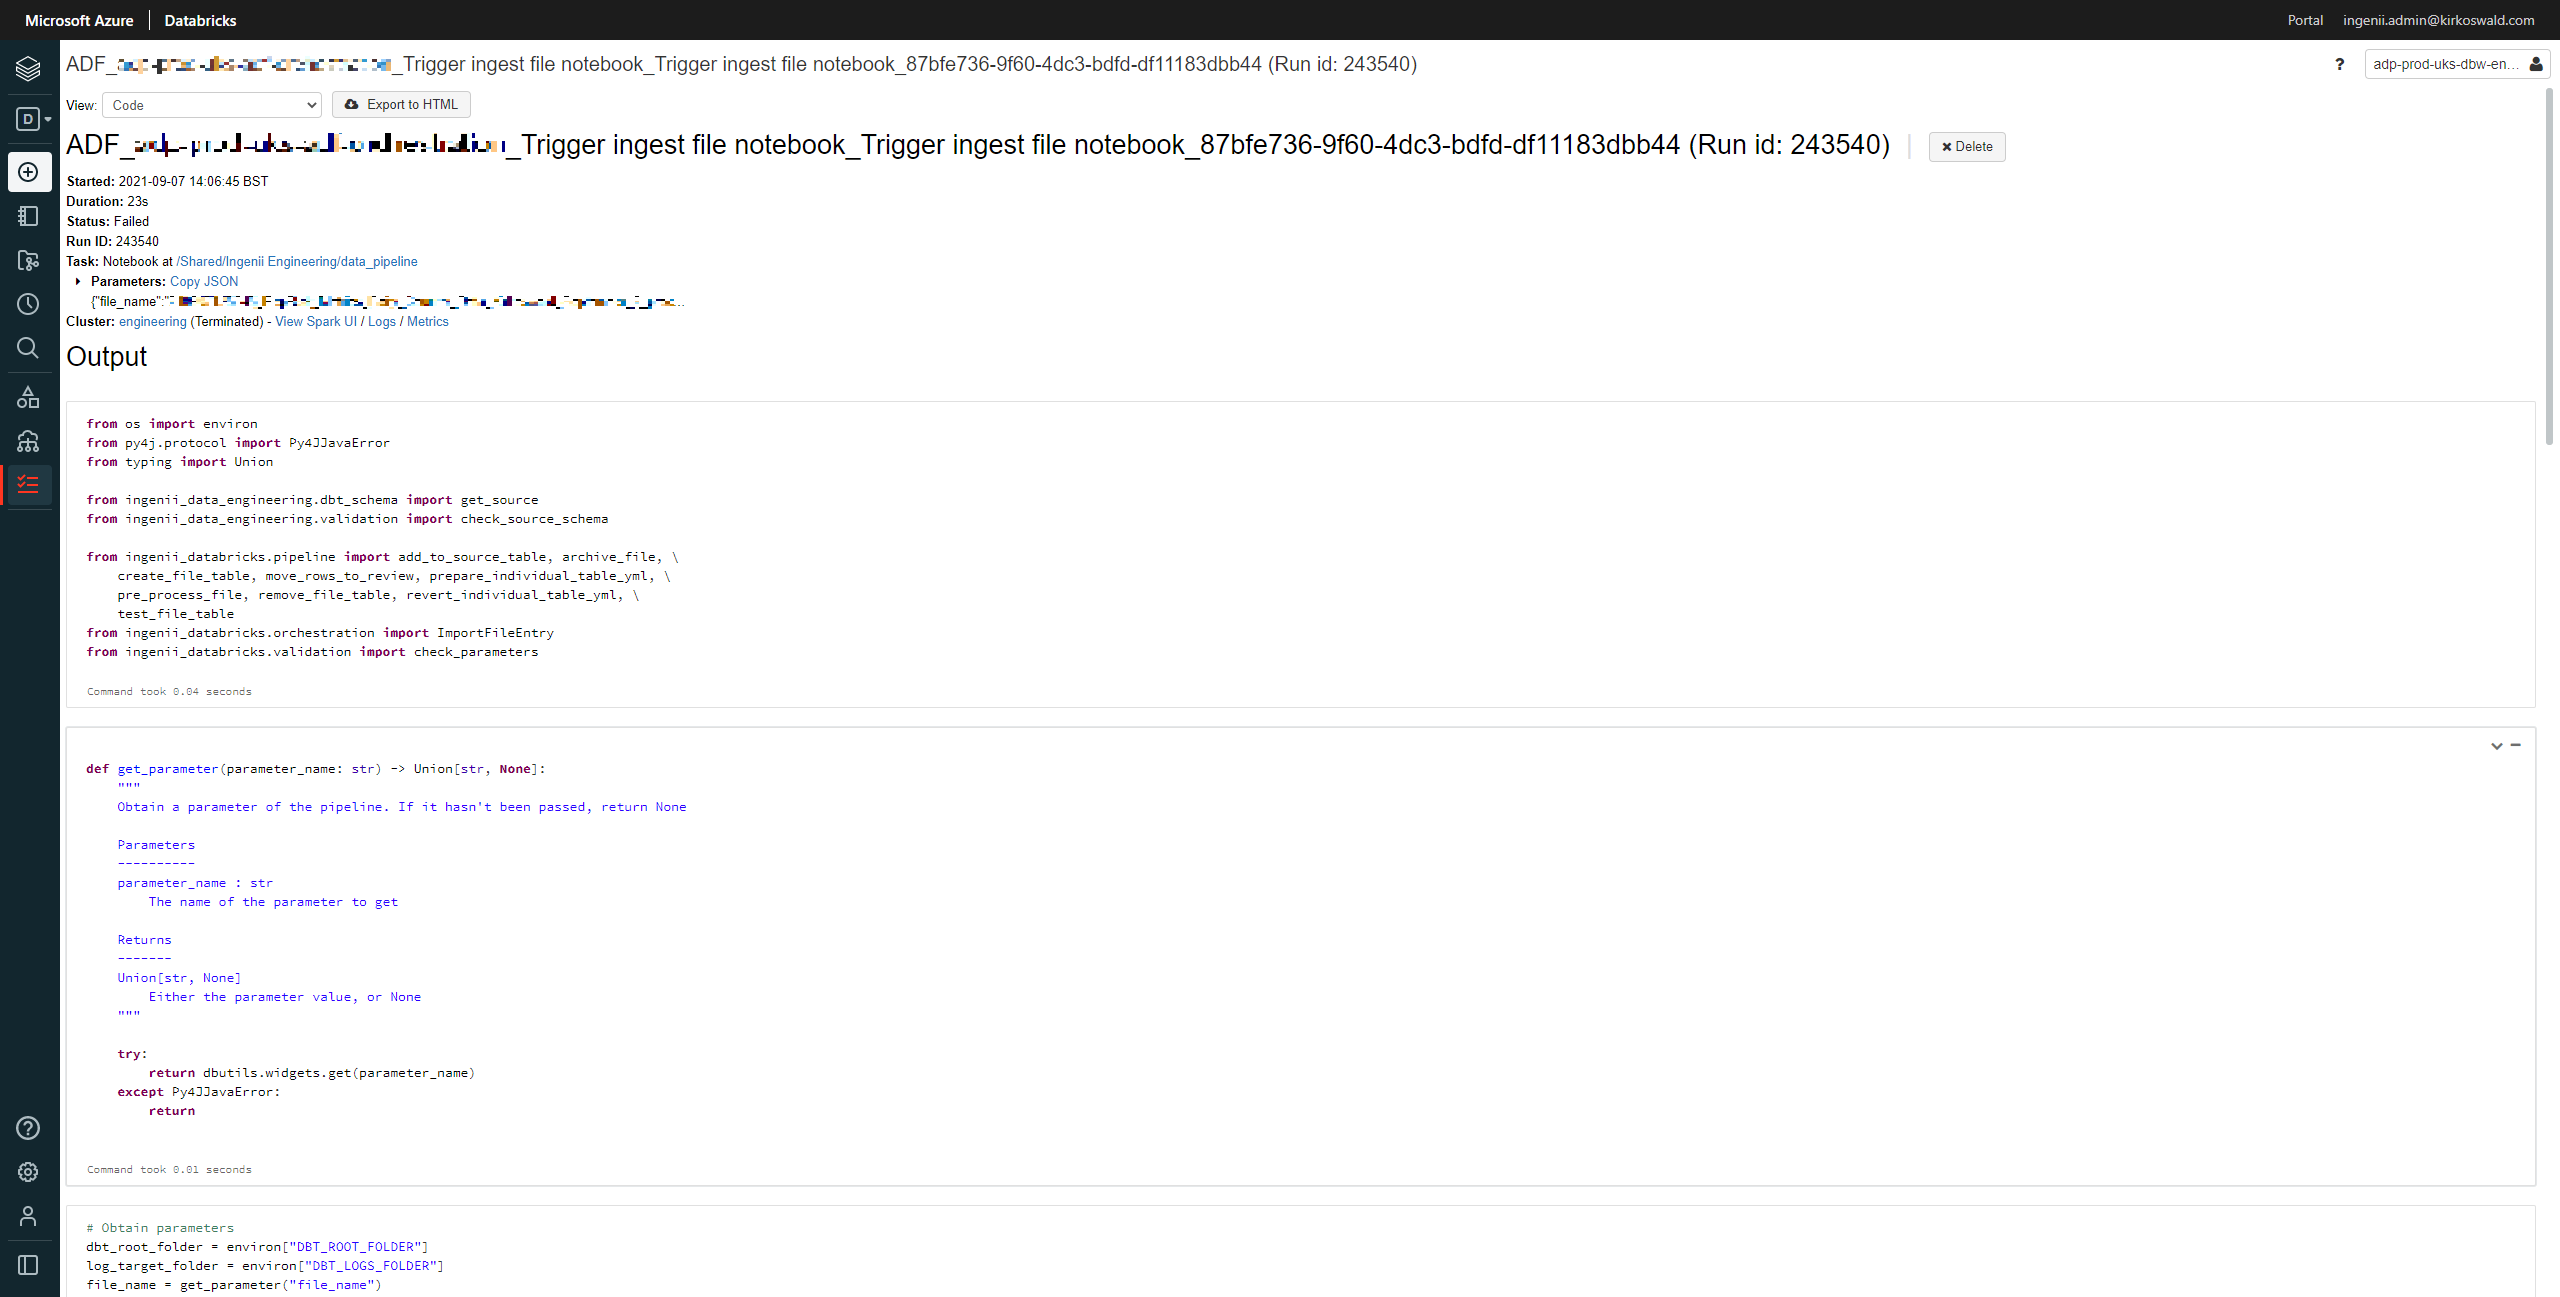 Microsoft Azure | Databricks
Portal ingenii.admin@kirkoswald.com
ADF_ _Trigger ingest file notebook_Trigger ingest file notebook_87bfe736-9f60-4dc3-bdfd-df11183dbb44 (Run id: 243540)
? adp-prod-uks-dbw-en...
D
View: Code Export to HTML
ADF_ _Trigger ingest file notebook_Trigger ingest file notebook_87bfe736-9f60-4dc3-bdfd-df11183dbb44 (Run id: 243540) Delete
Started: 2021-09-07 14:06:45 BST
Duration: 23s
Status: Failed
Run ID: 243540
Task: Notebook at /Shared/Ingenii Engineering/data_pipeline
Parameters: Copy JSON
{"file_name":" ...
Cluster: engineering (Terminated) - View Spark UI / Logs / Metrics
Output
from os import environ
from py4j.protocol import Py4JJavaError
from typing import Union
from ingenii_data_engineering.dbt_schema import get_source
from ingenii_data_engineering.validation import check_source_schema
from ingenii_databricks.pipeline import add_to_source_table, archive_file, \
create_file_table, move_rows_to_review, prepare_individual_table_yml, \
pre_process_file, remove_file_table, revert_individual_table_yml, \
test_file_table
from ingenii_databricks.orchestration import ImportFileEntry
from ingenii_databricks.validation import check_parameters
Command took 0.04 seconds
def get_parameter(parameter_name: str) -> Union[str, None]:
"""
Obtain a parameter of the pipeline. If it hasn't been passed, return None
Parameters
----------
parameter_name : str
The name of the parameter to get
Returns
-------
Union[str, None]
Either the parameter value, or None
"""
try:
return dbutils.widgets.get(parameter_name)
except Py4JJavaError:
return
Command took 0.01 seconds
# Obtain parameters
dbt_root_folder = environ["DBT_ROOT_FOLDER"]
log_target_folder = environ["DBT_LOGS_FOLDER"]
file_name = get_parameter("file_name")